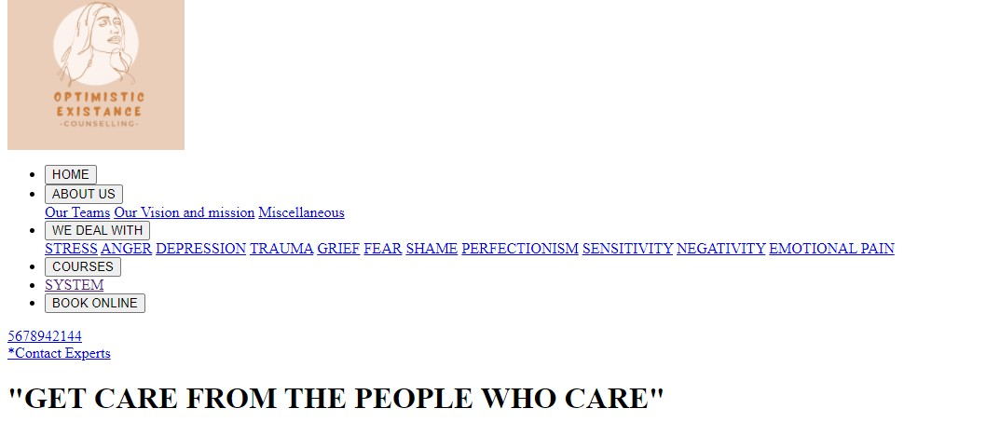 OPTIMISTIC
EXISTANCE
-COUNSELLING-
HOME
ABOUT US
Our Teams Our Vision and mission Miscellaneous
WE DEAL WITH
STRESS ANGER DEPRESSION TRAUMA GRIEF FEAR SHAME PERFECTIONISM SENSITIVITY NEGATIVITY EMOTIONAL PAIN
COURSES
SYSTEM
BOOK ONLINE
5678942144
*Contact Experts
"GET CARE FROM THE PEOPLE WHO CARE"